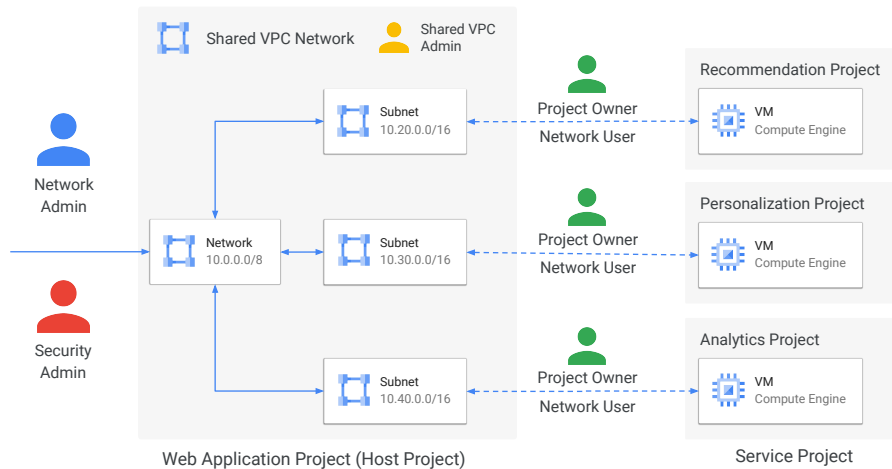 Shared VPC Network
Shared VPC
Admin
Network
Admin
Security
Admin
Network
10.0.0.0/8
Subnet
10.20.0.0/16
Subnet
10.30.0.0/16
Subnet
10.40.0.0/16
Project Owner
Network User
Project Owner
Network User
Project Owner
Network User
Recommendation Project
VM
Compute Engine
Personalization Project
VM
Compute Engine
Analytics Project
VM
Compute Engine
Web Application Project (Host Project)
Service Project